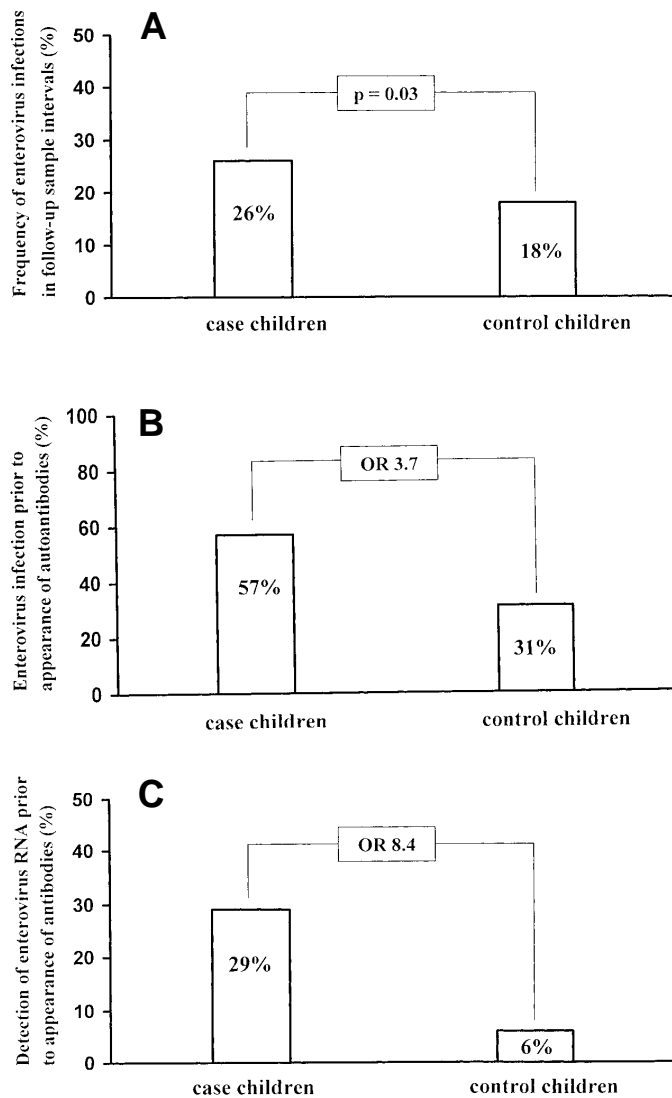 A
Frequency of enterovirus infections
in follow-up sample intervals (%)
50
40
30
20
10
0
p = 0.03
26%
18%
case children
control children
B
Enterovirus infection prior to
appearance of autoantibodies (%)
100
80
60
40
20
0
OR 3.7
57%
31%
case children
control children
C
Detection of enterovirus RNA prior
to appearance of antibodies (%)
50
40
30
20
10
0
OR 8.4
29%
6%
case children
control children